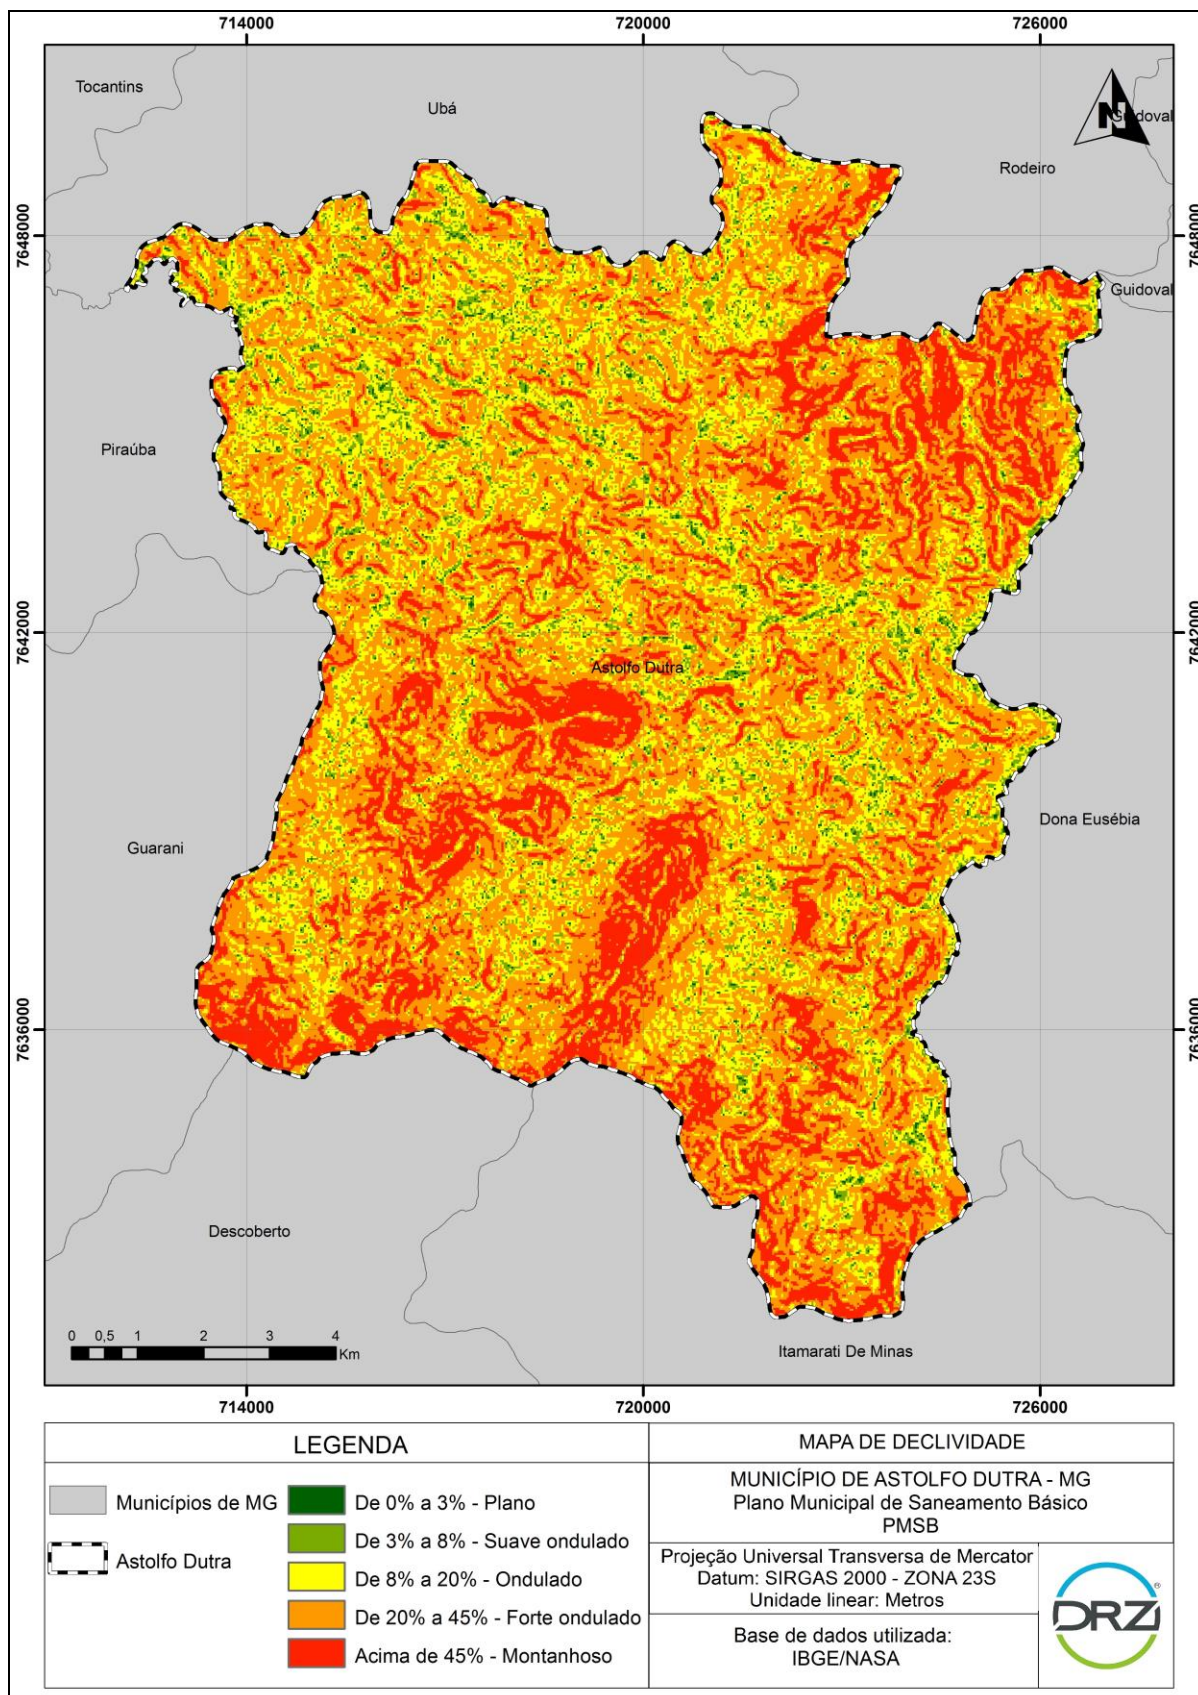 714000
720000
726000
Tocantins
Ubá
N
Guidoval
Rodeiro
7648000
7648000
Guidoval
Piraúba
7642000
7642000
Astolfo Dutra
Guarani
Dona Eusébia
7636000
7636000
Descoberto
0 0,5 1 2 3 4
Km
Itamarati De Minas
714000
720000
726000
LEGENDA
Municípios de MG
Astolfo Dutra
De 0% a 3% - Plano
De 3% a 8% - Suave ondulado
De 8% a 20% - Ondulado
De 20% a 45% - Forte ondulado
Acima de 45% - Montanhoso
MAPA DE DECLIVIDADE
MUNICÍPIO DE ASTOLFO DUTRA - MG
Plano Municipal de Saneamento Básico
PMSB
Projeção Universal Transversa de Mercator
Datum: SIRGAS 2000 - ZONA 23S
Unidade linear: Metros
Base de dados utilizada:
IBGE/NASA
DRZ®